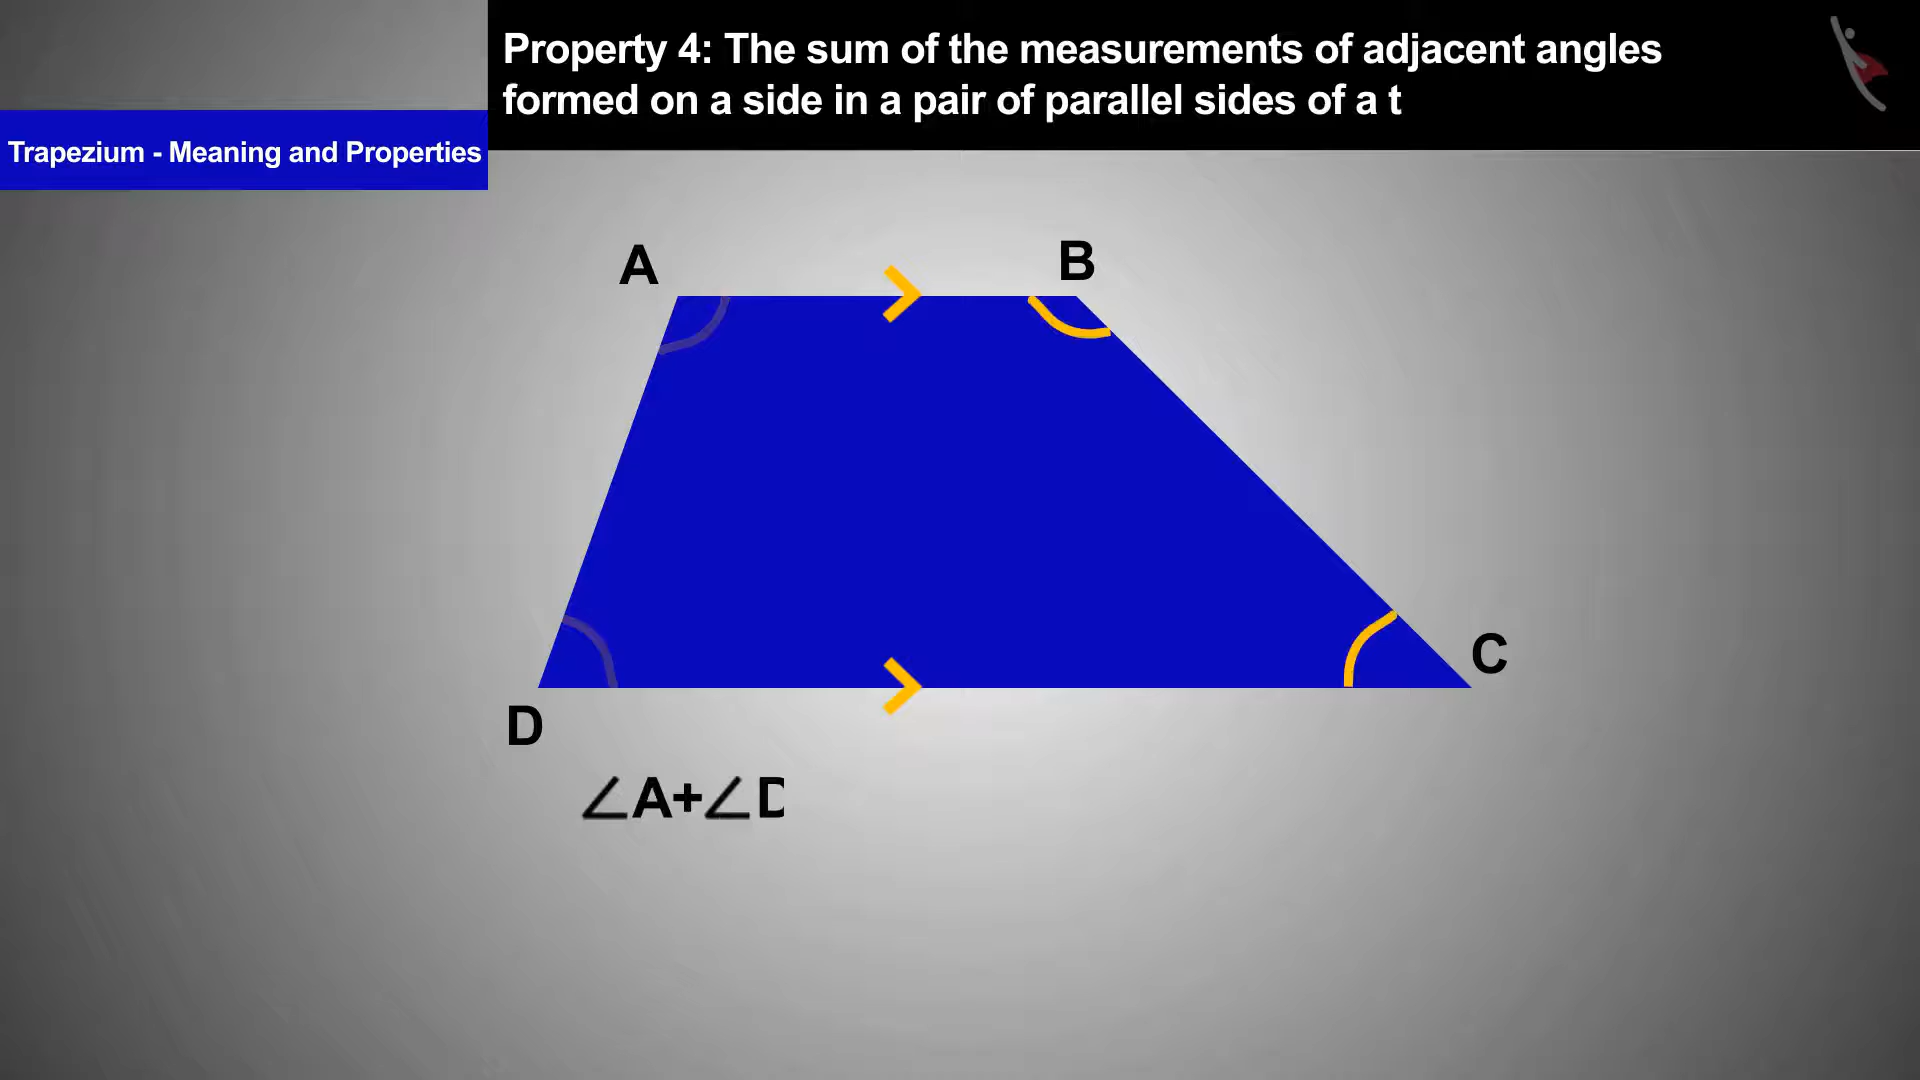 Property 4: The sum of the measurements of adjacent angles
formed on a side in a pair of parallel sides of a t
Trapezium - Meaning and Properties
A
B
C
D
∠A+∠D